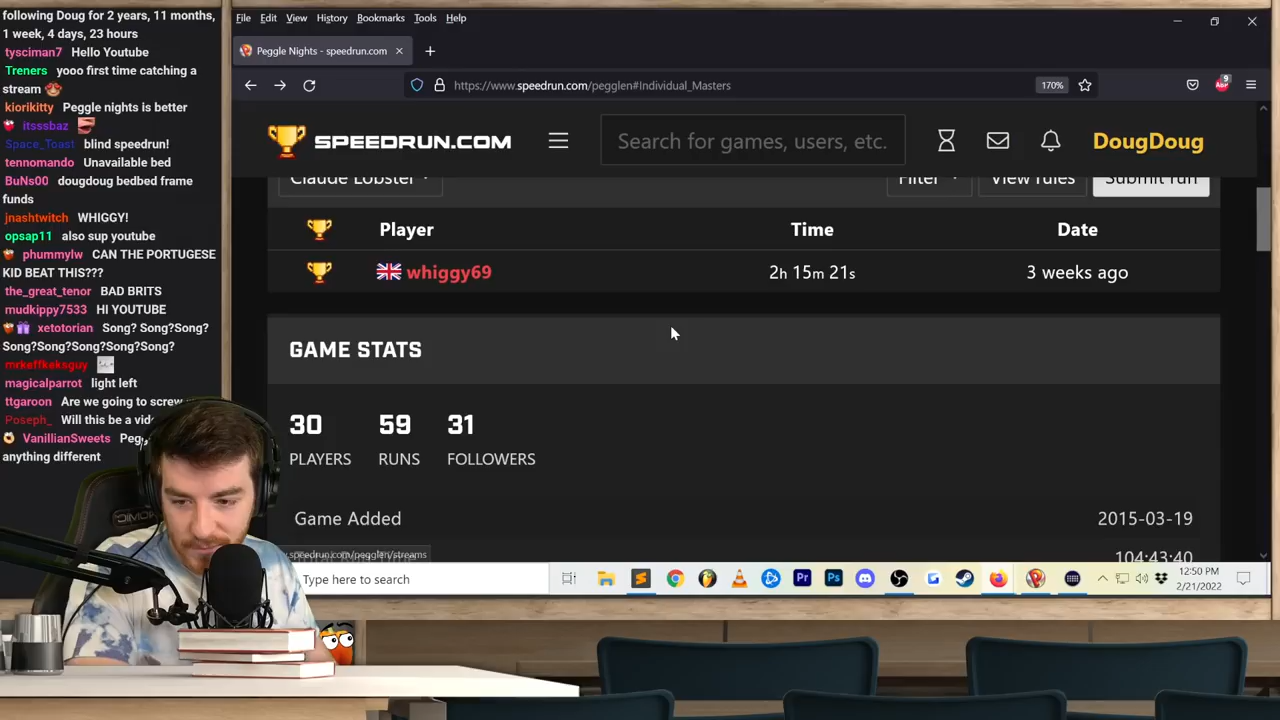 following Doug for 2 years, 11 months,
1 week, 4 days, 23 hours
tysciman7 Hello Youtube
Treners yooo first time catching a
stream
kiorikitty Peggle nights is better
itsssbaz
Space_Toast blind speedrun!
tennomando Unavailable bed
BuNs00 dougdoug bedbed frame
funds
jnashtwitch WHIGGY!
opsap11 also sup youtube
phummylw CAN THE PORTUGESE
KID BEAT THIS???
the_great_tenor BAD BRITS
mudkippy7533 HI YOUTUBE
xetotorian Song? Song?Song?
Song?Song?Song?Song?Song?
mrkeffkeksguy
magicalparrot light left
ttgaroon Are we going to screw
Poseph_ Will this be a
VanillianSweets
anything different
File Edit View History Bookmarks Tools Help
Peggle Nights - speedrun.com
https://www.speedrun.com/pegglen#Individual_Masters
170%
9
ABP
SPEEDRUN.COM
Search for games, users, etc.
DougDoug
Claude Lobster
Filter
View rules
Submit run
Player Time Date
whiggy69 2h 15m 21s 3 weeks ago
GAME STATS
30 59 31
PLAYERS RUNS FOLLOWERS
Game Added 2015-03-19
speedrun.com/pegglen/streams
104:43:40
Type here to search
Pr
Ps
12:50 PM
2/21/2022